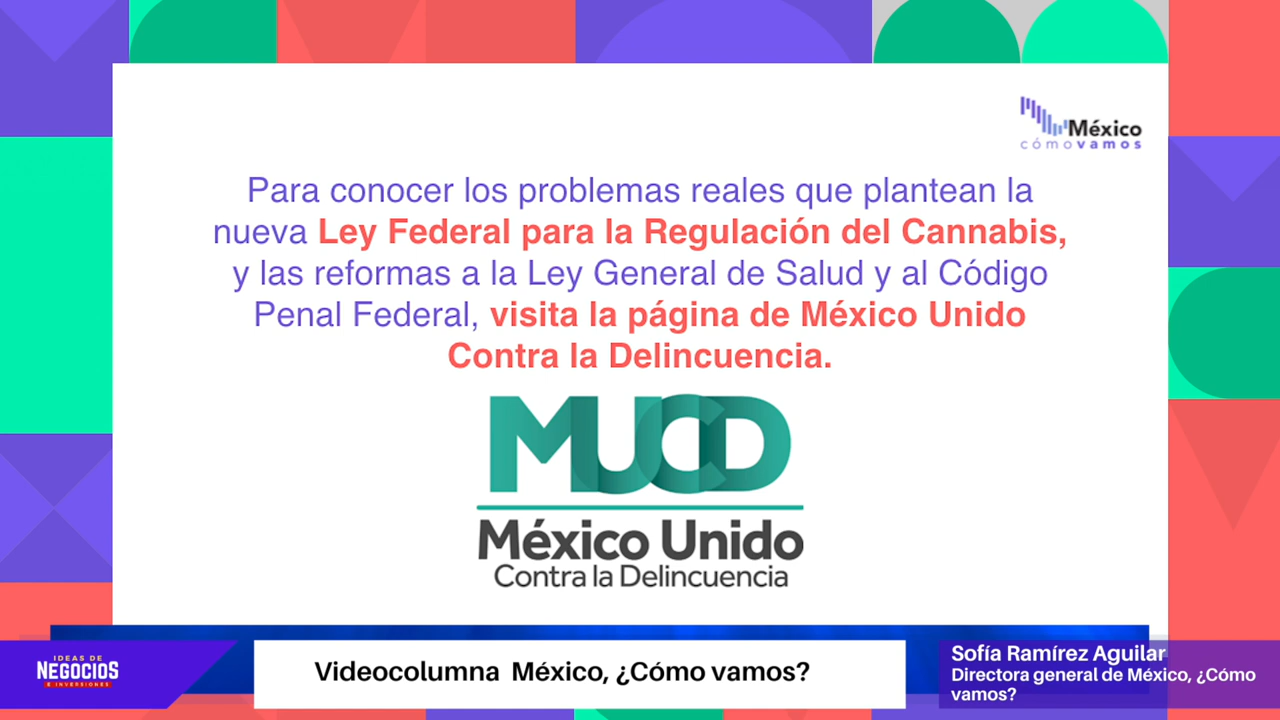 México
cómovamos
Para conocer los problemas reales que plantean la
nueva Ley Federal para la Regulación del Cannabis,
y las reformas a la Ley General de Salud y al Código
Penal Federal, visita la página de México Unido
Contra la Delincuencia.
MUCD
México Unido
Contra la Delincuencia
IDEAS DE
NEGOCIOS
E INVERSIONES
Videocolumna México, ¿Cómo vamos?
Sofía Ramírez Aguilar
Directora general de México, ¿Cómo
vamos?